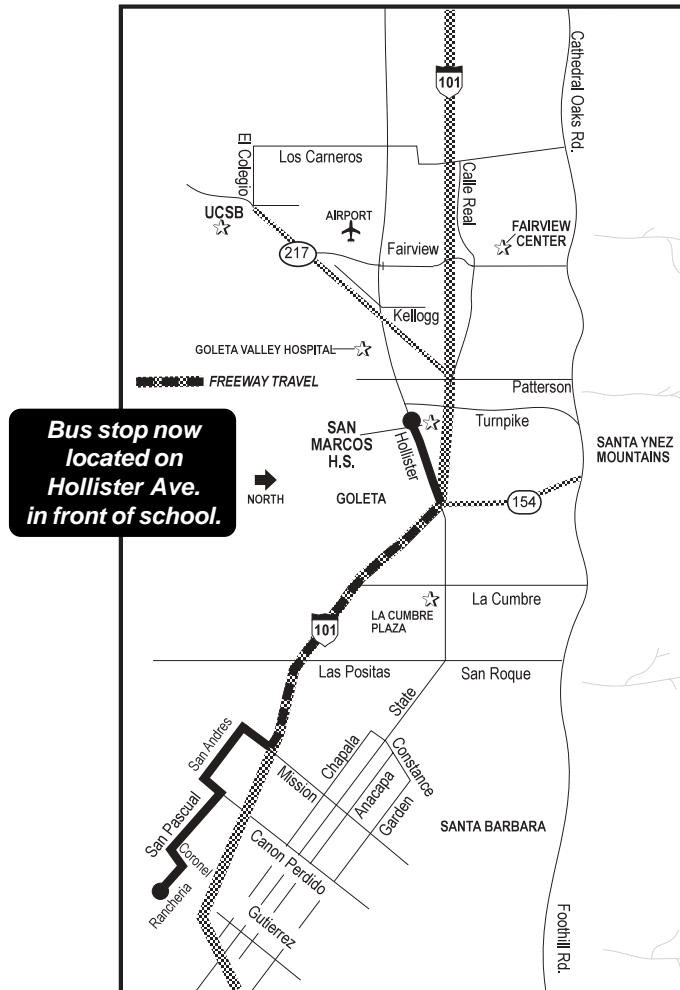 101
Cathedral Oaks Rd.
El Colegio
Los Carneros
Calle Real
UCSB
AIRPORT
FAIRVIEW
CENTER
217
Fairview
Kellogg
GOLETA VALLEY HOSPITAL
FREEWAY TRAVEL
Patterson
Bus stop now
located on
Hollister Ave.
in front of school.
SAN
MARCOS
H.S.
Hollister
Turnpike
SANTA YNEZ
MOUNTAINS
NORTH
GOLETA
154
La Cumbre
LA CUMBRE
PLAZA
101
Las Positas
San Roque
State
San Andres
Mission
Chapala
Constance
Anacapa
Garden
San Pascual
SANTA BARBARA
Coronel
Canon Perdido
Rancheria
Gutierrez
Foothill Rd.